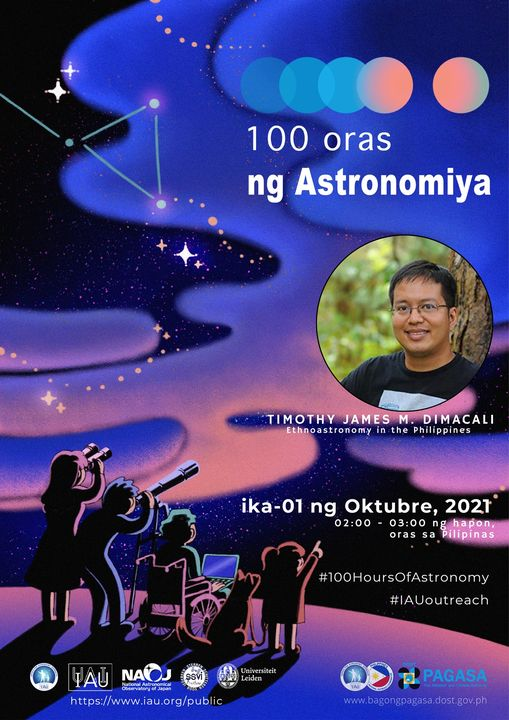 100 oras
ng Astronomiya
TIMOTHY JAMES M. DIMACALI
Ethnoastronomy in the Philippines
ika-01 ng Oktubre, 2021
02:00 - 03:00 ng hapon,
oras sa Pilipinas
#100HoursOfAstronomy
#IAUoutreach
IAU
NAOJ
National Astronomical
Observatory of Japan
SSVI
Universiteit
Leiden
PAGASA
https://www.iau.org/public
www.bagongpagasa.dost.gov.ph